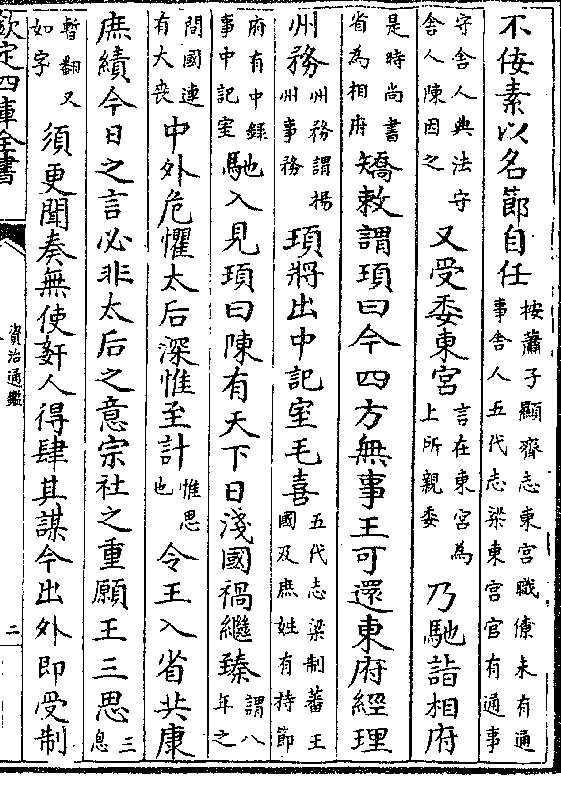 不佞素以名節自任按蕭子顯齊志東宮職僚未有通事舍人五代志梁東宮官有通事
守舍人典法守舍人陳因之又受委東宮言在東宮為上所親委乃馳詣相府
是時尚書省為相府矯敕謂頊曰今四方無事王可還東府經理
州務州務謂揚州事務頊將出中記室毛喜五代志梁制蕃王國及庶姓有持節
府有中錄事中記室馳入見頊曰陳有天下日淺國禍繼臻謂八年之
間國連有大喪中外危懼太后深惟至計惟思也令王入省共康
庶績今日之言必非太后之意宗社之重願王三思三息
暫翻又如字須更聞奏無使奸人得肆其謀今出外即受制
欽定四庫全書
資治通鑑
二